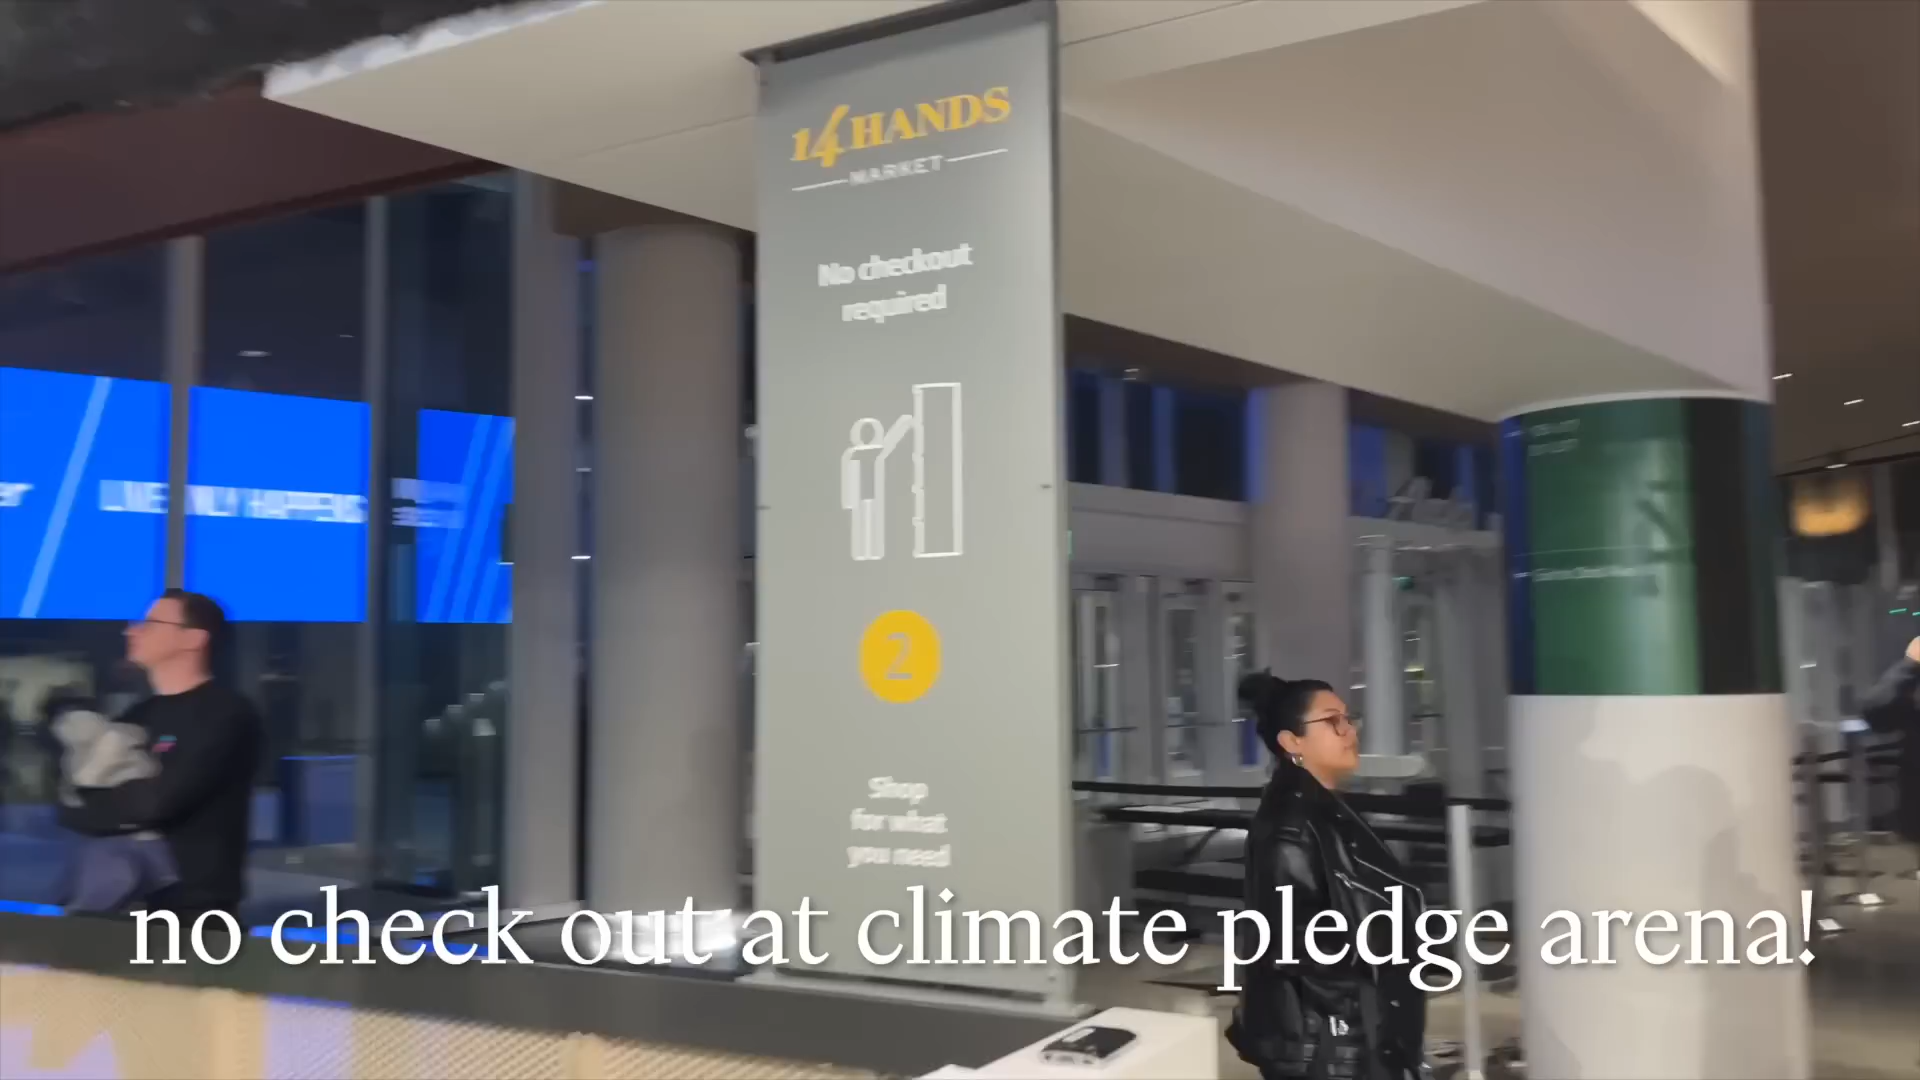 14 HANDS
MARKET
No checkout
required
2
Shop
for what
you need
no check out at climate pledge arena!